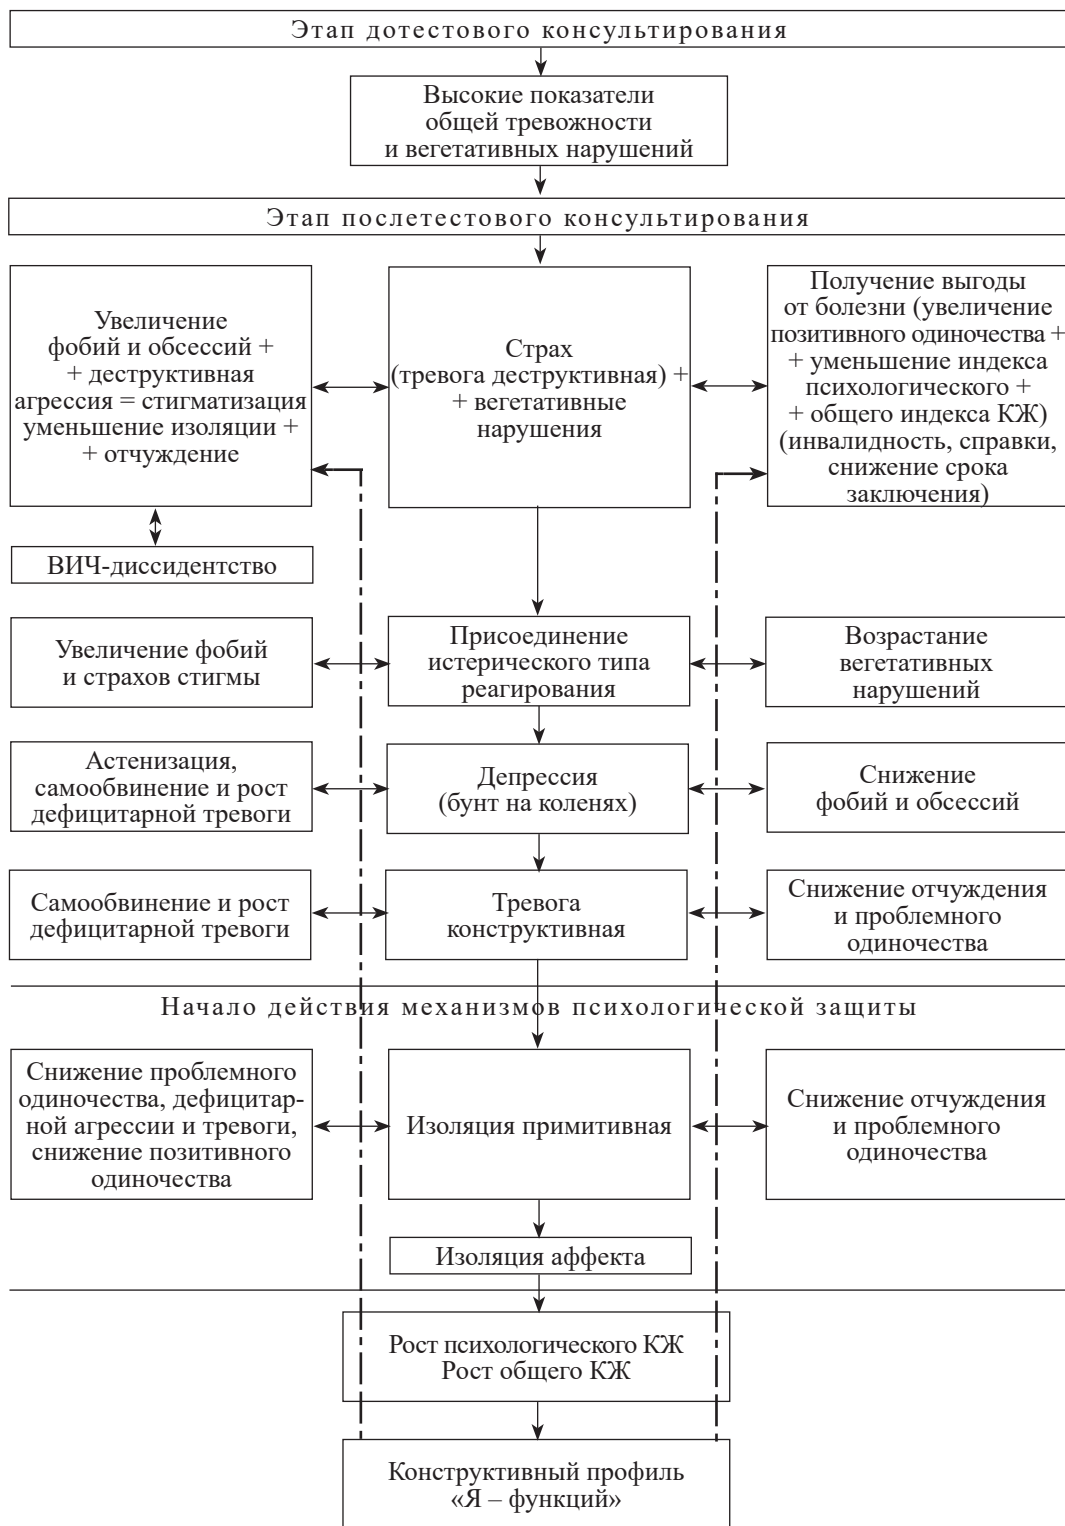 Этап дотестового консультирования
Высокие показатели
общей тревожности
и вегетативных нарушений
Этап послетестового консультирования
Увеличение
фобий и обсессий +
+ деструктивная
агрессия = стигматизация
уменьшение изоляции +
+ отчуждение
Страх
(тревога деструктивная) +
+ вегетативные
нарушения
Получение выгоды
от болезни (увеличение
позитивного одиночества +
+ уменьшение индекса
психологического +
+ общего индекса КЖ)
(инвалидность, справки,
снижение срока
заключения)
ВИЧ-диссидентство
Увеличение фобий
и страхов стигмы
Присоединение
истерического типа
реагирования
Возрастание
вегетативных
нарушений
Астенизация,
самообвинение и рост
дефицитарной тревоги
Депрессия
(бунт на коленях)
Снижение
фобий и обсессий
Самообвинение и рост
дефицитарной тревоги
Тревога
конструктивная
Снижение отчуждения
и проблемного
одиночества
Начало действия механизмов психологической защиты
Снижение проблемного
одиночества, дефицитар-
ной агрессии и тревоги,
снижение позитивного
одиночества
Изоляция примитивная
Снижение отчуждения
и проблемного
одиночества
Изоляция аффекта
Рост психологического КЖ
Рост общего КЖ
Конструктивный профиль
«Я – функций»